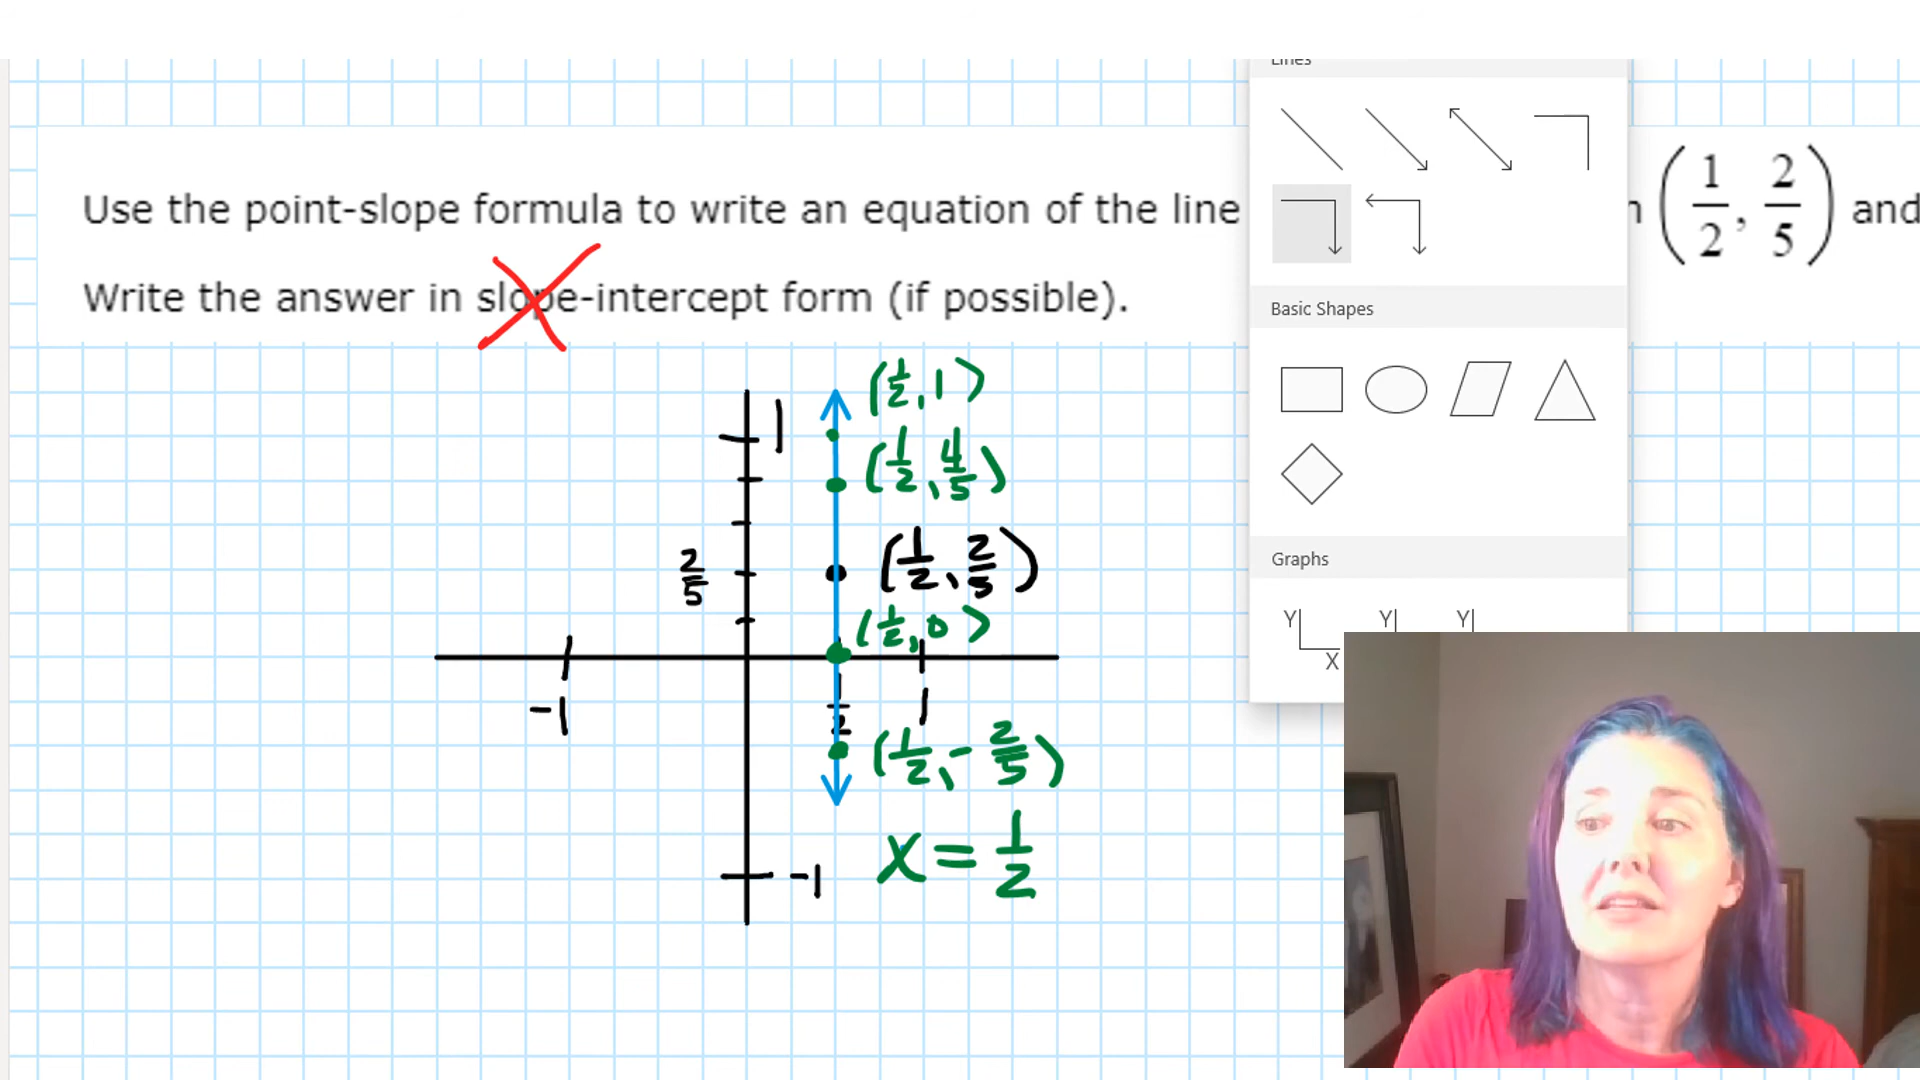 Lines
Use the point-slope formula to write an equation of the line
(1/2, 2/5) and
Write the answer in slope-intercept form (if possible).
Basic Shapes
Graphs
Y
X
Y
Y
1
(1/2, 1)
(1/2, 4/5)
2/5
(1/2, 2/5)
(1/2, 0)
-1
1/2
1
(1/2, -2/5)
-1
x = 1/2